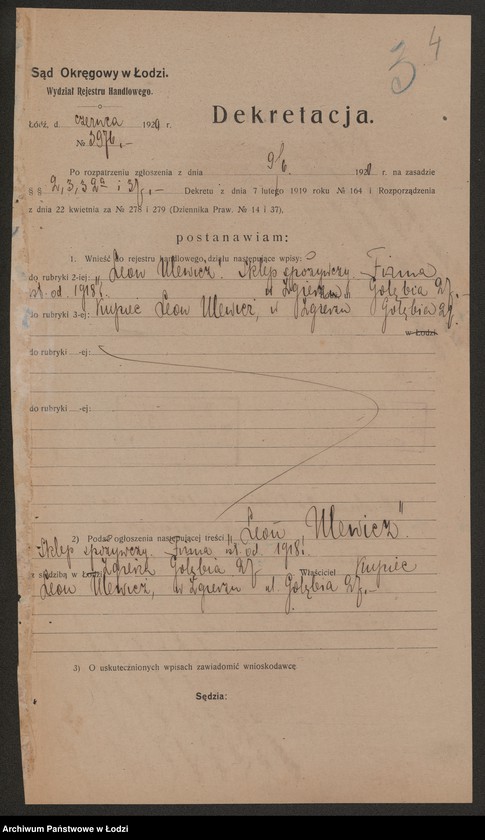 3 4
Sąd Okręgowy w Łodzi.
Wydział Rejestru Handlowego.
Dekretacja.
Łódź, d. czerwca 1920 r.
№ 3976.-
Po rozpatrzeniu zgłoszenia z dnia 9/6 1920 r. na zasadzie
§ § 2, 3, 32ª i 37.- Dekretu z dnia 7 lutego 1919 roku № 164 i Rozporządzenia
z dnia 22 kwietnia za № 278 i 279 (Dziennika Praw. № 14 i 37).
postanawiam:
1. Wnieść do rejestru handlowego, działu następujące wpisy:
do rubryki 2-iej: „Leon Ulewicz". Sklep spożywczy. Firma
ist. od. 1918 r. w Zgierzu, Gołębia 27.-
do rubryki 3-ej: Kupiec Leon Ulewicz, w Zgierzu Gołębia 27.
w Łodzi
do rubryki -ej:
do rubryki -ej:
2) Podać ogłoszenia następującej treści „Leon Ulewicz".
Sklep spożywczy. Firma ist. od. 1918 r.
z siedzibą w Zgierzu Gołębia 27 Właściciel Kupiec
Leon Ulewicz, w Zgierzu ul. Gołębia 27.-
3) O uskutecznionych wpisach zawiadomić wnioskodawcę
Sędzia:
Archiwum Państwowe w Łodzi